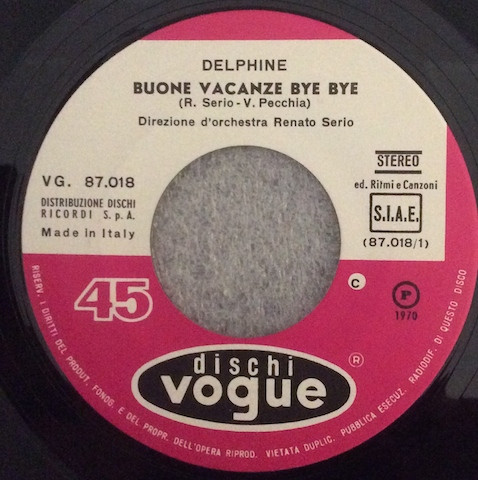 DELPHINE
BUONE VACANZE BYE BYE
(R. Serio - V. Pecchia)
Direzione d'orchestra Renato Serio
VG. 87.018
DISTRIBUZIONE DISCHI
RICORDI S. p A.
Made in Italy
STEREO
ed. Ritmi e Canzoni
S.I.A.E.
(87.018/1)
45
C
P
1970
dischi
vogue
®
RISERV. I DIRITTI DEL PRODUT. FONOG. E DEL PROPR. DELL'OPERA RIPROD. VIETATA DUPLIC. PUBBLICA ESECUZ. RADIODIF. DI QUESTO DISCO